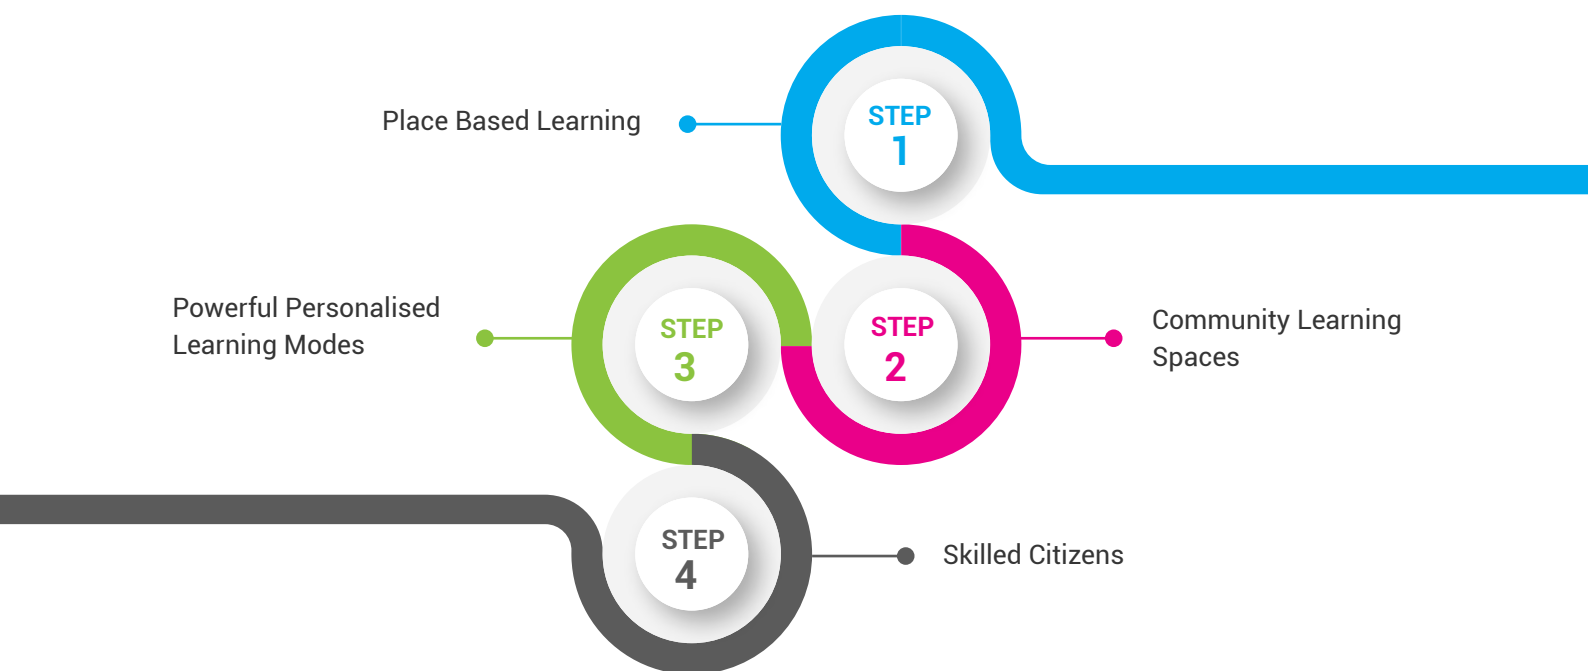 Place Based Learning
STEP
1
Community Learning
Spaces
STEP
2
Powerful Personalised
Learning Modes
STEP
3
Skilled Citizens
STEP
4